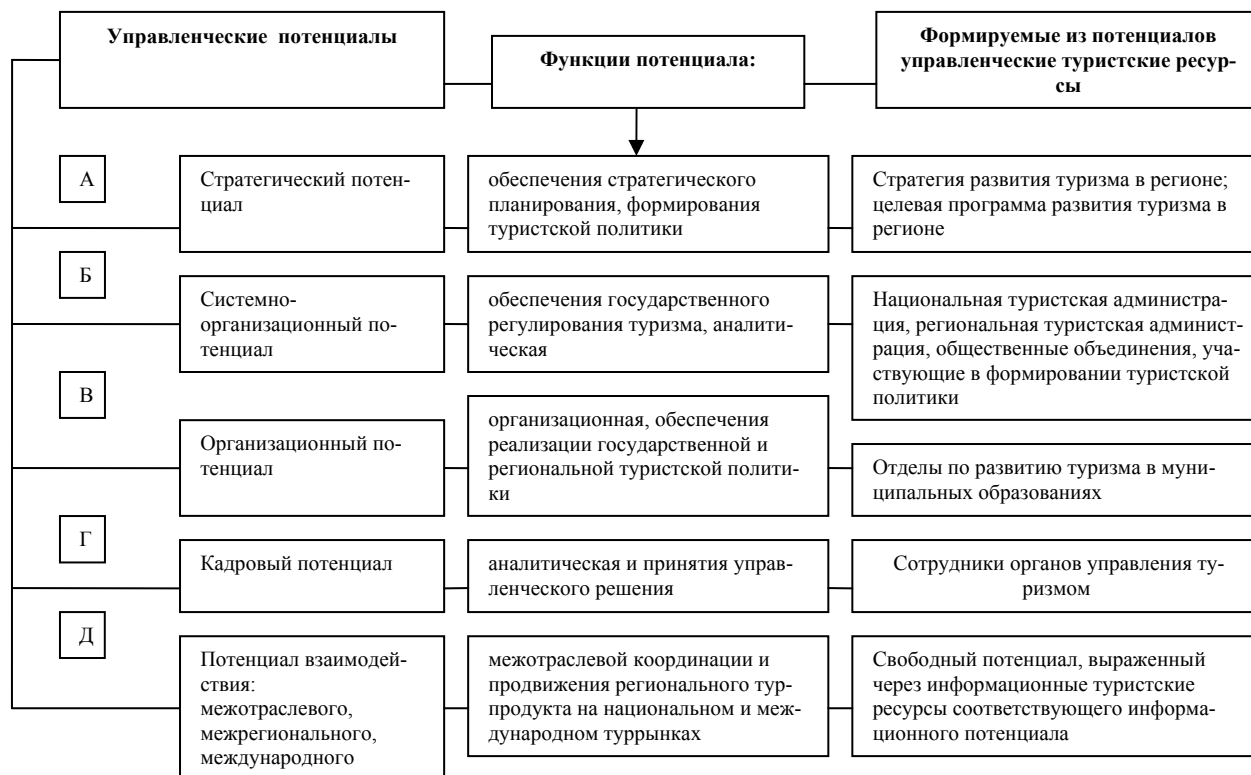 Управленческие потенциалы
Функции потенциала:
Формируемые из потенциалов
управленческие туристские ресур-
сы
А
Стратегический потен-
циал
обеспечения стратегического
планирования, формирования
туристской политики
Стратегия развития туризма в регионе;
целевая программа развития туризма в
регионе
Б
Системно-
организационный по-
тенциал
обеспечения государственного
регулирования туризма, аналити-
ческая
Национальная туристская администра-
ция, региональная туристская админист-
рация, общественные объединения, уча-
ствующие в формировании туристской
политики
В
Организационный по-
тенциал
организационная, обеспечения
реализации государственной и
региональной туристской полити-
ки
Отделы по развитию туризма в муни-
ципальных образованиях
Г
Кадровый потенциал
аналитическая и принятия управ-
ленческого решения
Сотрудники органов управления ту-
ризмом
Д
Потенциал взаимодей-
ствия:
межотраслевого,
межрегионального,
международного
межотраслевой координации и
продвижения регионального тур-
продукта на национальном и меж-
дународном туррынках
Свободный потенциал, выраженный
через информационные туристские
ресурсы соответствующего информа-
ционного потенциала